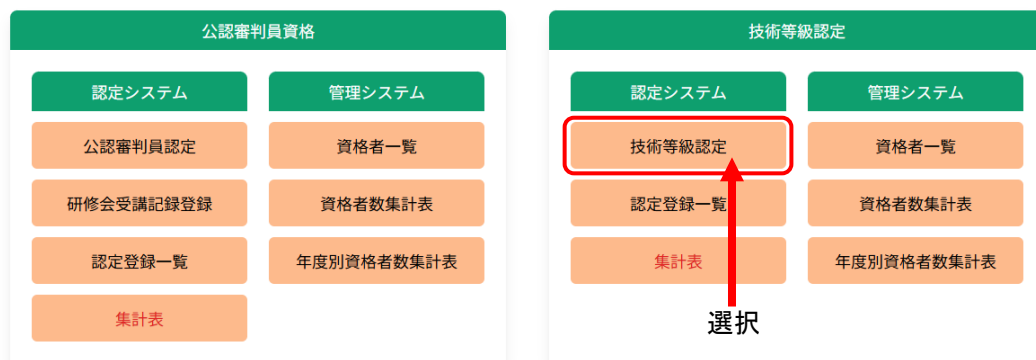 公認審判員資格
認定システム
管理システム
公認審判員認定
資格者一覧
研修会受講記録登録
資格者数集計表
認定登録一覧
年度別資格者数集計表
集計表
技術等級認定
認定システム
管理システム
技術等級認定
資格者一覧
認定登録一覧
資格者数集計表
集計表
年度別資格者数集計表
選択